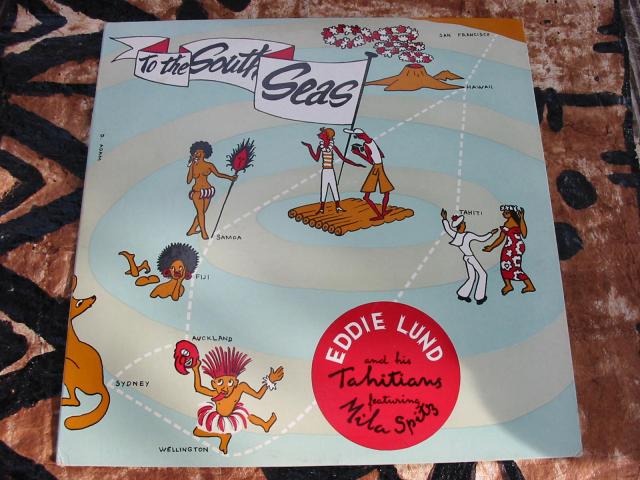 SAN FRANCISCO
To the South Seas
HAWAII
D. ADAM
TAHITI
SAMOA
FIJI
EDDIE LUND
and his
Tahitians
featuring
Mila Spitz
AUCKLAND
SYDNEY
WELLINGTON